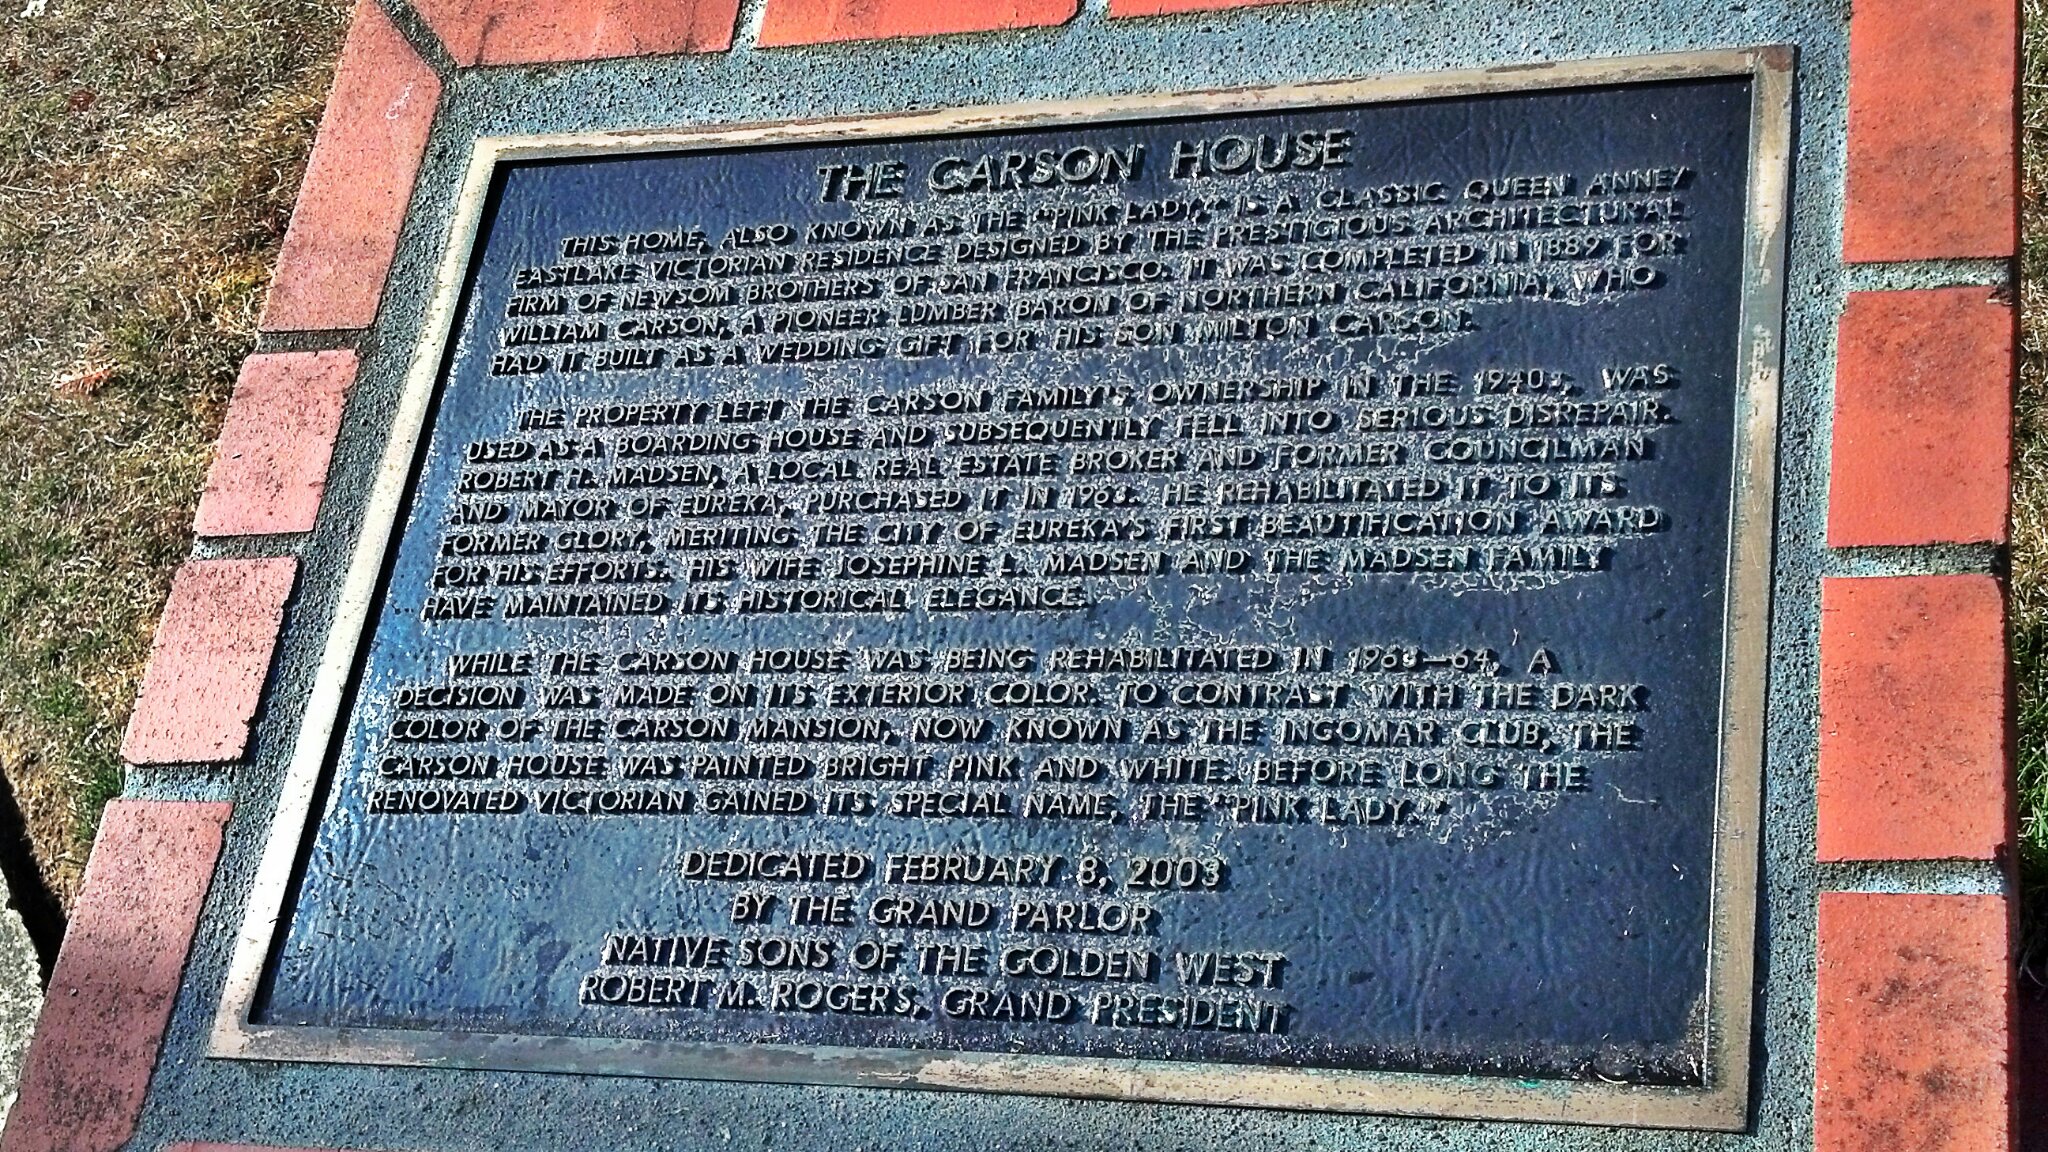 THE CARSON HOUSE
THIS HOME, ALSO KNOWN AS THE "PINK LADY," IS A CLASSIC QUEEN ANNE/
EASTLAKE VICTORIAN RESIDENCE DESIGNED BY THE PRESTIGIOUS ARCHITECTURAL
FIRM OF NEWSOM BROTHERS OF SAN FRANCISCO. IT WAS COMPLETED IN 1889 FOR
WILLIAM CARSON, A PIONEER LUMBER BARON OF NORTHERN CALIFORNIA, WHO
HAD IT BUILT AS A WEDDING GIFT FOR HIS SON MILTON CARSON.
THE PROPERTY LEFT THE CARSON FAMILY'S OWNERSHIP IN THE 1940s, WAS
USED AS A BOARDING HOUSE AND SUBSEQUENTLY FELL INTO SERIOUS DISREPAIR.
ROBERT H. MADSEN, A LOCAL REAL ESTATE BROKER AND FORMER COUNCILMAN
AND MAYOR OF EUREKA, PURCHASED IT IN 1963. HE REHABILITATED IT TO ITS
FORMER GLORY, MERITING THE CITY OF EUREKA'S FIRST BEAUTIFICATION AWARD
FOR HIS EFFORTS. HIS WIFE JOSEPHINE L. MADSEN AND THE MADSEN FAMILY
HAVE MAINTAINED ITS HISTORICAL ELEGANCE.
WHILE THE CARSON HOUSE WAS BEING REHABILITATED IN 1963-64, A
DECISION WAS MADE ON ITS EXTERIOR COLOR. TO CONTRAST WITH THE DARK
COLOR OF THE CARSON MANSION, NOW KNOWN AS THE INGOMAR CLUB, THE
CARSON HOUSE WAS PAINTED BRIGHT PINK AND WHITE. BEFORE LONG THE
RENOVATED VICTORIAN GAINED ITS SPECIAL NAME, THE "PINK LADY."
DEDICATED FEBRUARY 8, 2003
BY THE GRAND PARLOR
NATIVE SONS OF THE GOLDEN WEST
ROBERT M. ROGERS, GRAND PRESIDENT